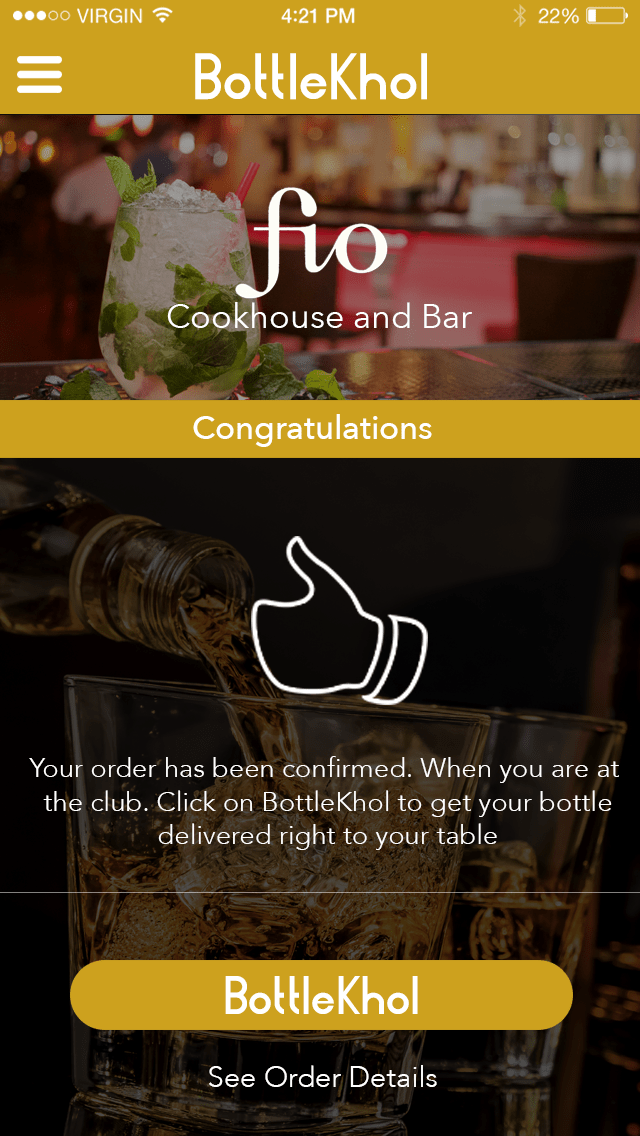 VIRGIN 4:21 PM 22%
BottleKhol
fio
Cookhouse and Bar
Congratulations
Your order has been confirmed. When you are at
the club. Click on BottleKhol to get your bottle
delivered right to your table
BottleKhol
See Order Details